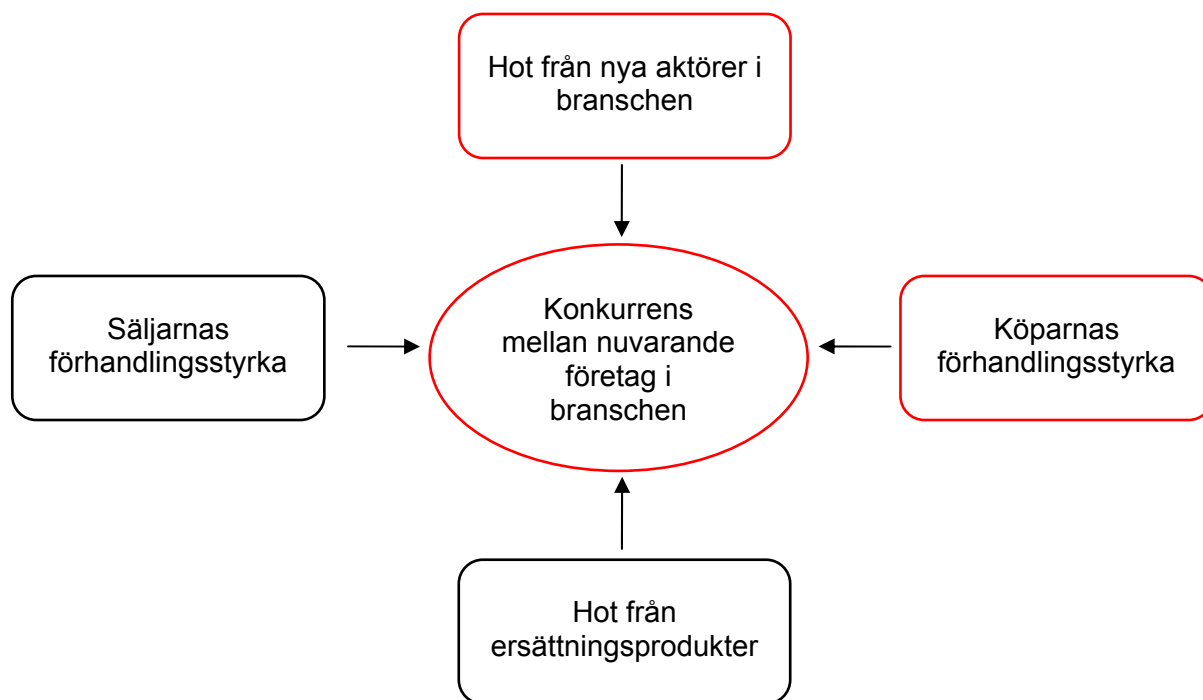 Hot från nya aktörer i
branschen
Säljarnas
förhandlingsstyrka
Konkurrens
mellan nuvarande
företag i
branschen
Köparnas
förhandlingsstyrka
Hot från
ersättningsprodukter